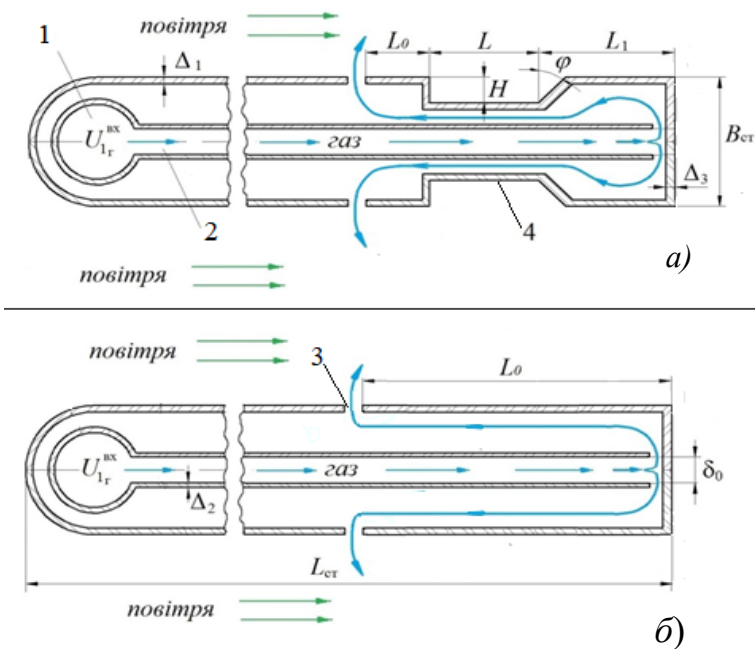 1
повітря
Δ₁
L₀
L
L₁
φ
H
U₁г^вх
газ
Bст
Δ₃
2
4
а)
повітря
повітря
3
L₀
U₁г^вх
газ
δ₀
Δ₂
Lст
повітря
б)